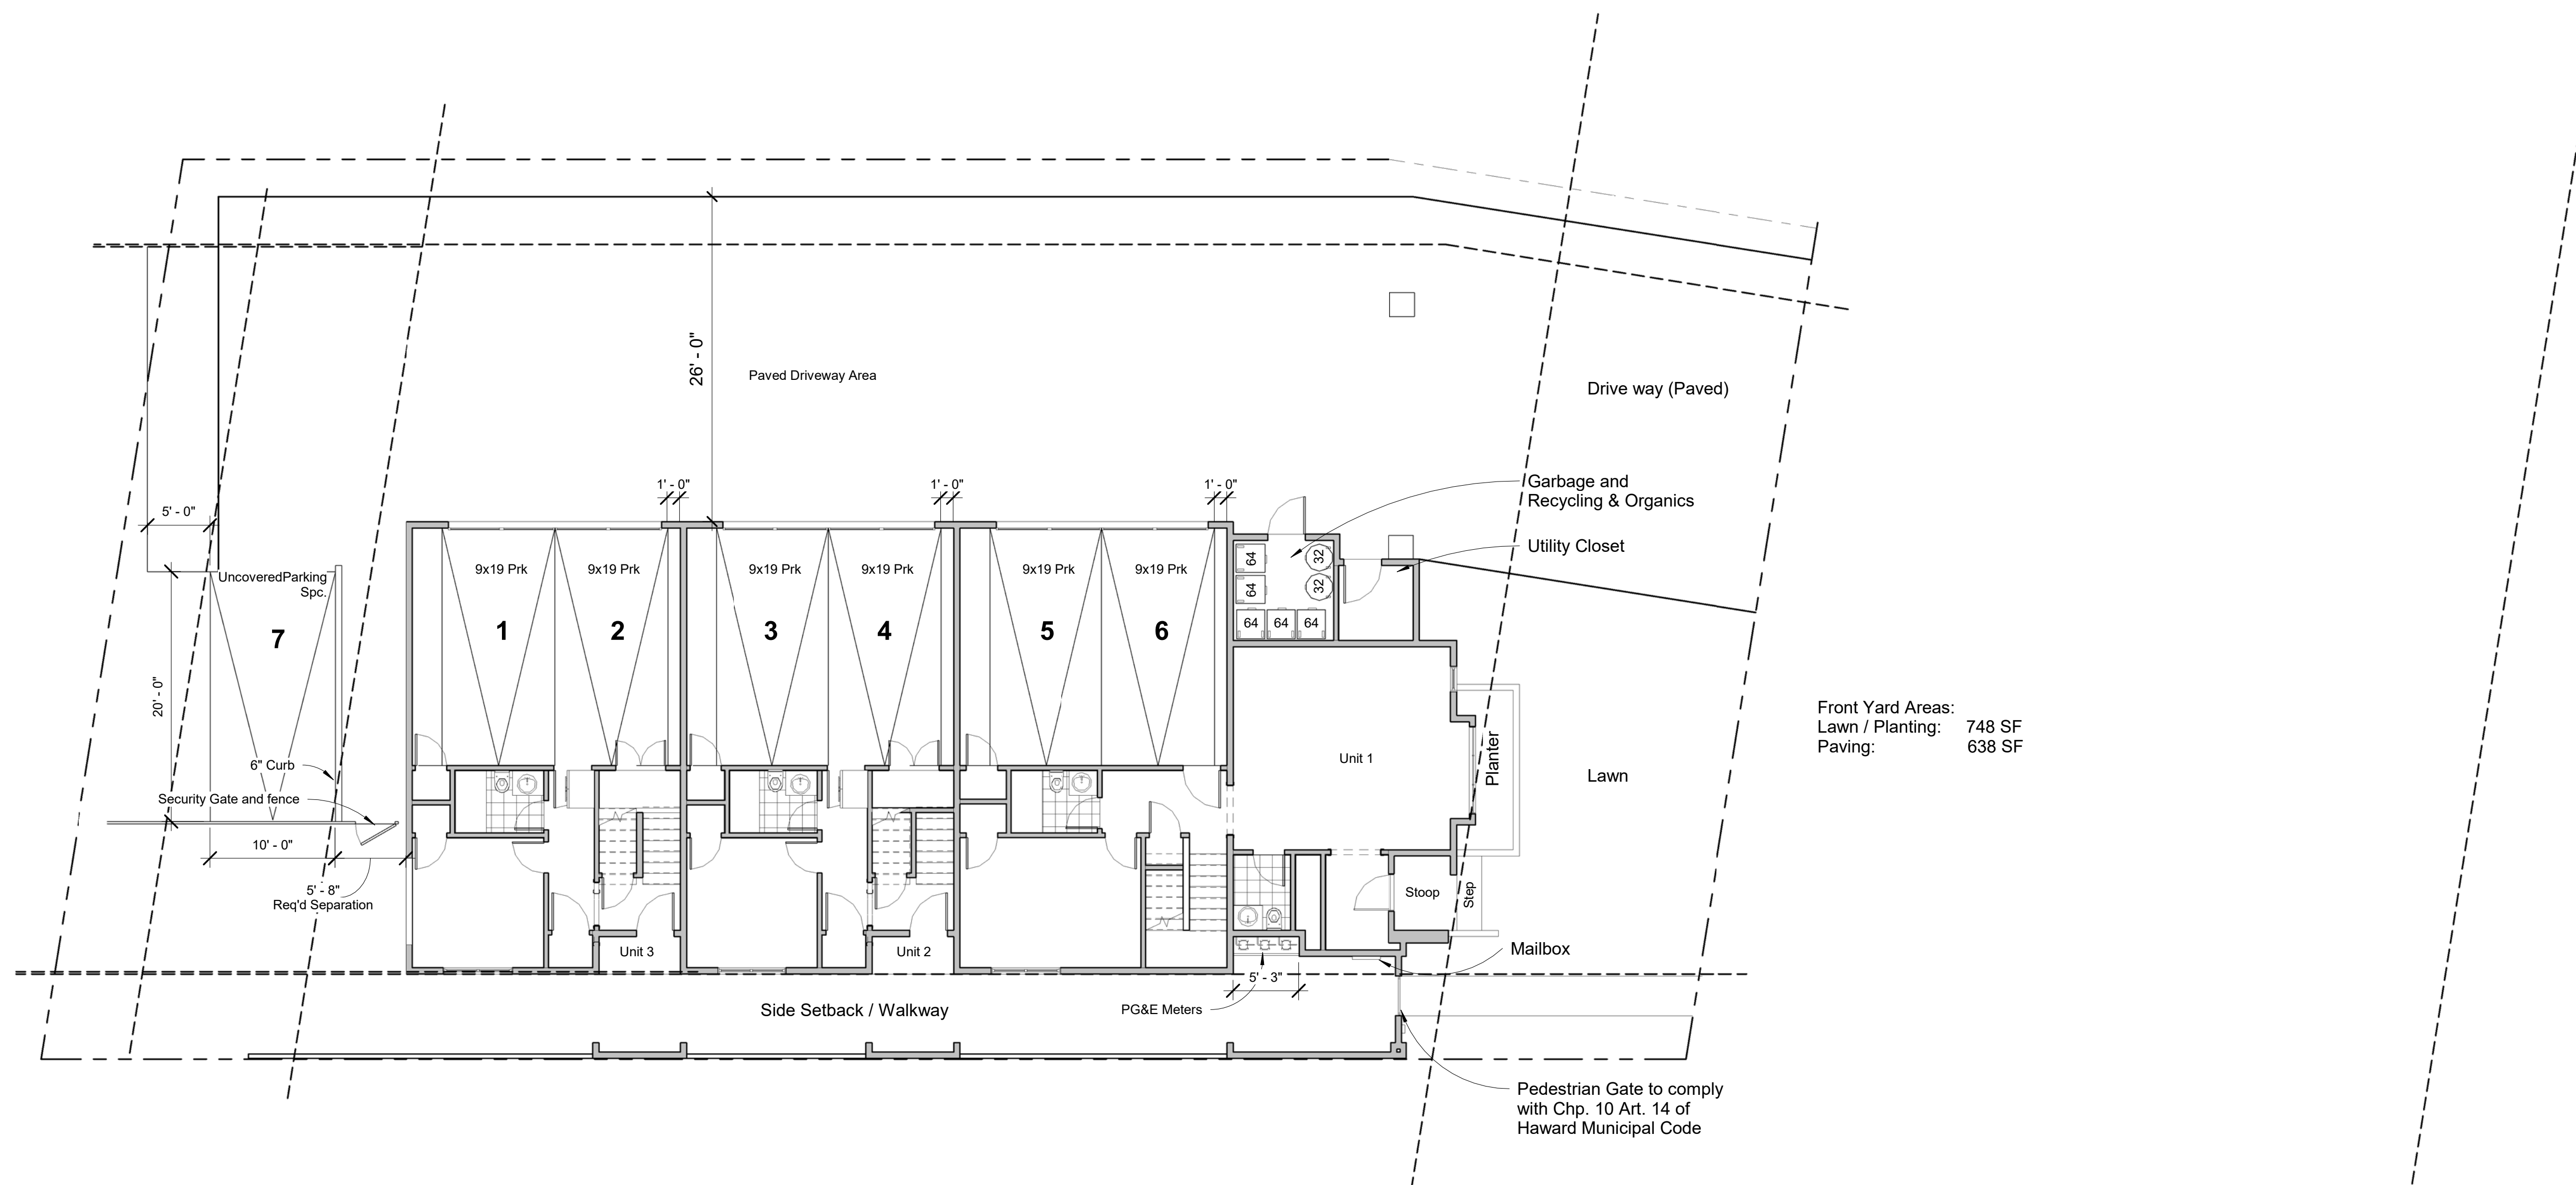 26' - 0"
Paved Driveway Area
Drive way (Paved)
Garbage and
Recycling & Organics
Utility Closet
1' - 0"
1' - 0"
1' - 0"
5' - 0"
UncoveredParking
Spc.
7
20' - 0"
6" Curb
Security Gate and fence
10' - 0"
5' - 8"
Req'd Separation
9x19 Prk
9x19 Prk
9x19 Prk
9x19 Prk
9x19 Prk
9x19 Prk
1
2
3
4
5
6
64
32
64
32
64
64
64
Unit 1
Planter
Lawn
Front Yard Areas:
Lawn / Planting: 748 SF
Paving: 638 SF
Stoop
Step
Unit 3
Unit 2
Mailbox
5' - 3"
PG&E Meters
Side Setback / Walkway
Pedestrian Gate to comply
with Chp. 10 Art. 14 of
Haward Municipal Code